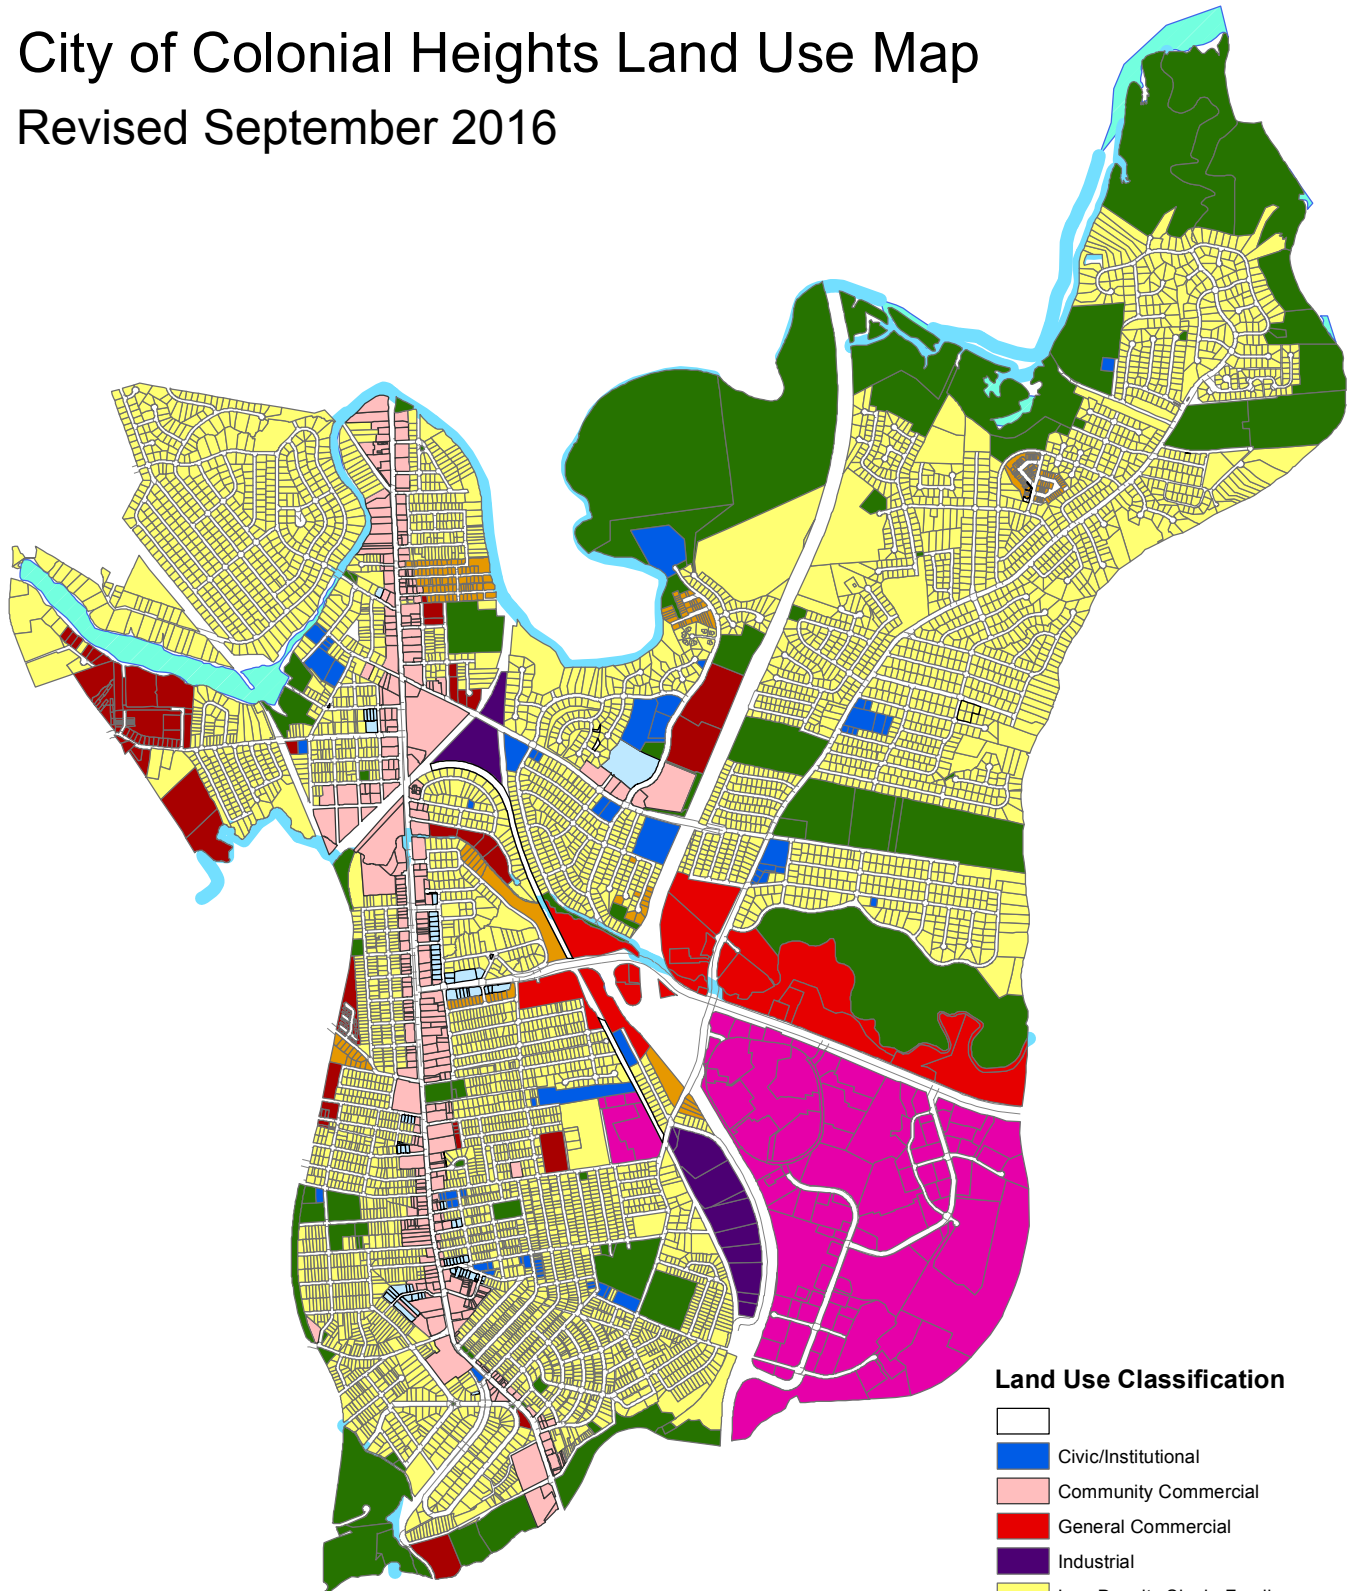 City of Colonial Heights Land Use Map
Revised September 2016
Land Use Classification
Civic/Institutional
Community Commercial
General Commercial
Industrial